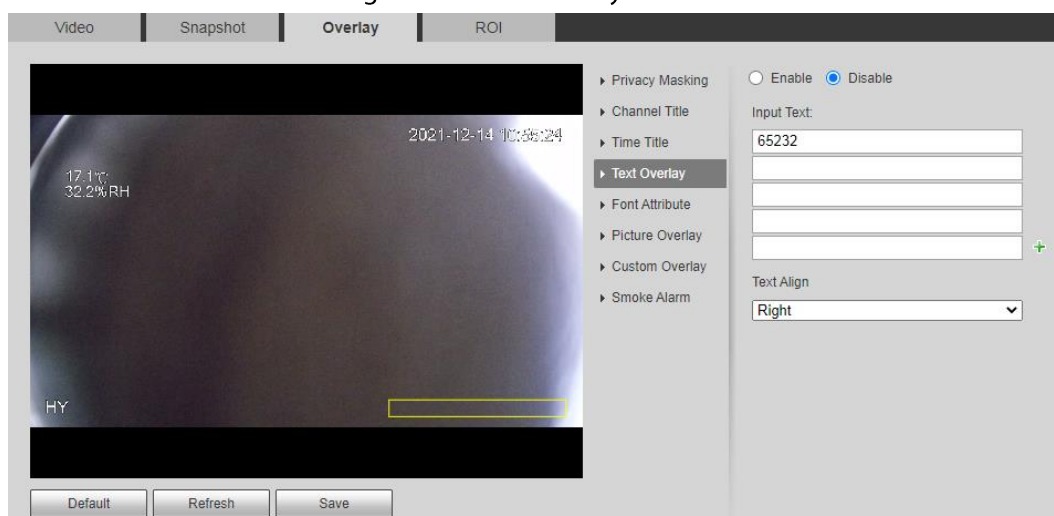 Video Snapshot Overlay ROI
2021-12-14
17.1℃
32.2%RH
HY
Privacy Masking
Channel Title
Time Title
Text Overlay
Font Attribute
Picture Overlay
Custom Overlay
Smoke Alarm
Enable Disable
Input Text:
65232
Text Align
Right
Default Refresh Save